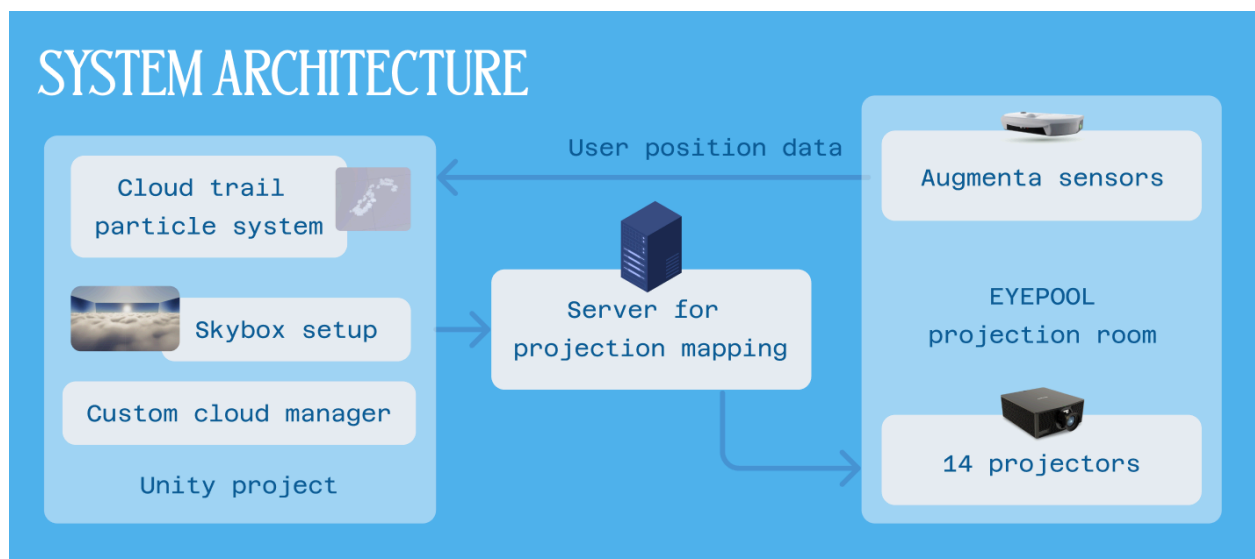 SYSTEM ARCHITECTURE
Cloud trail
particle system
Skybox setup
Custom cloud manager
Unity project
User position data
Server for
projection mapping
Augmenta sensors
EYEPOOL
projection room
14 projectors